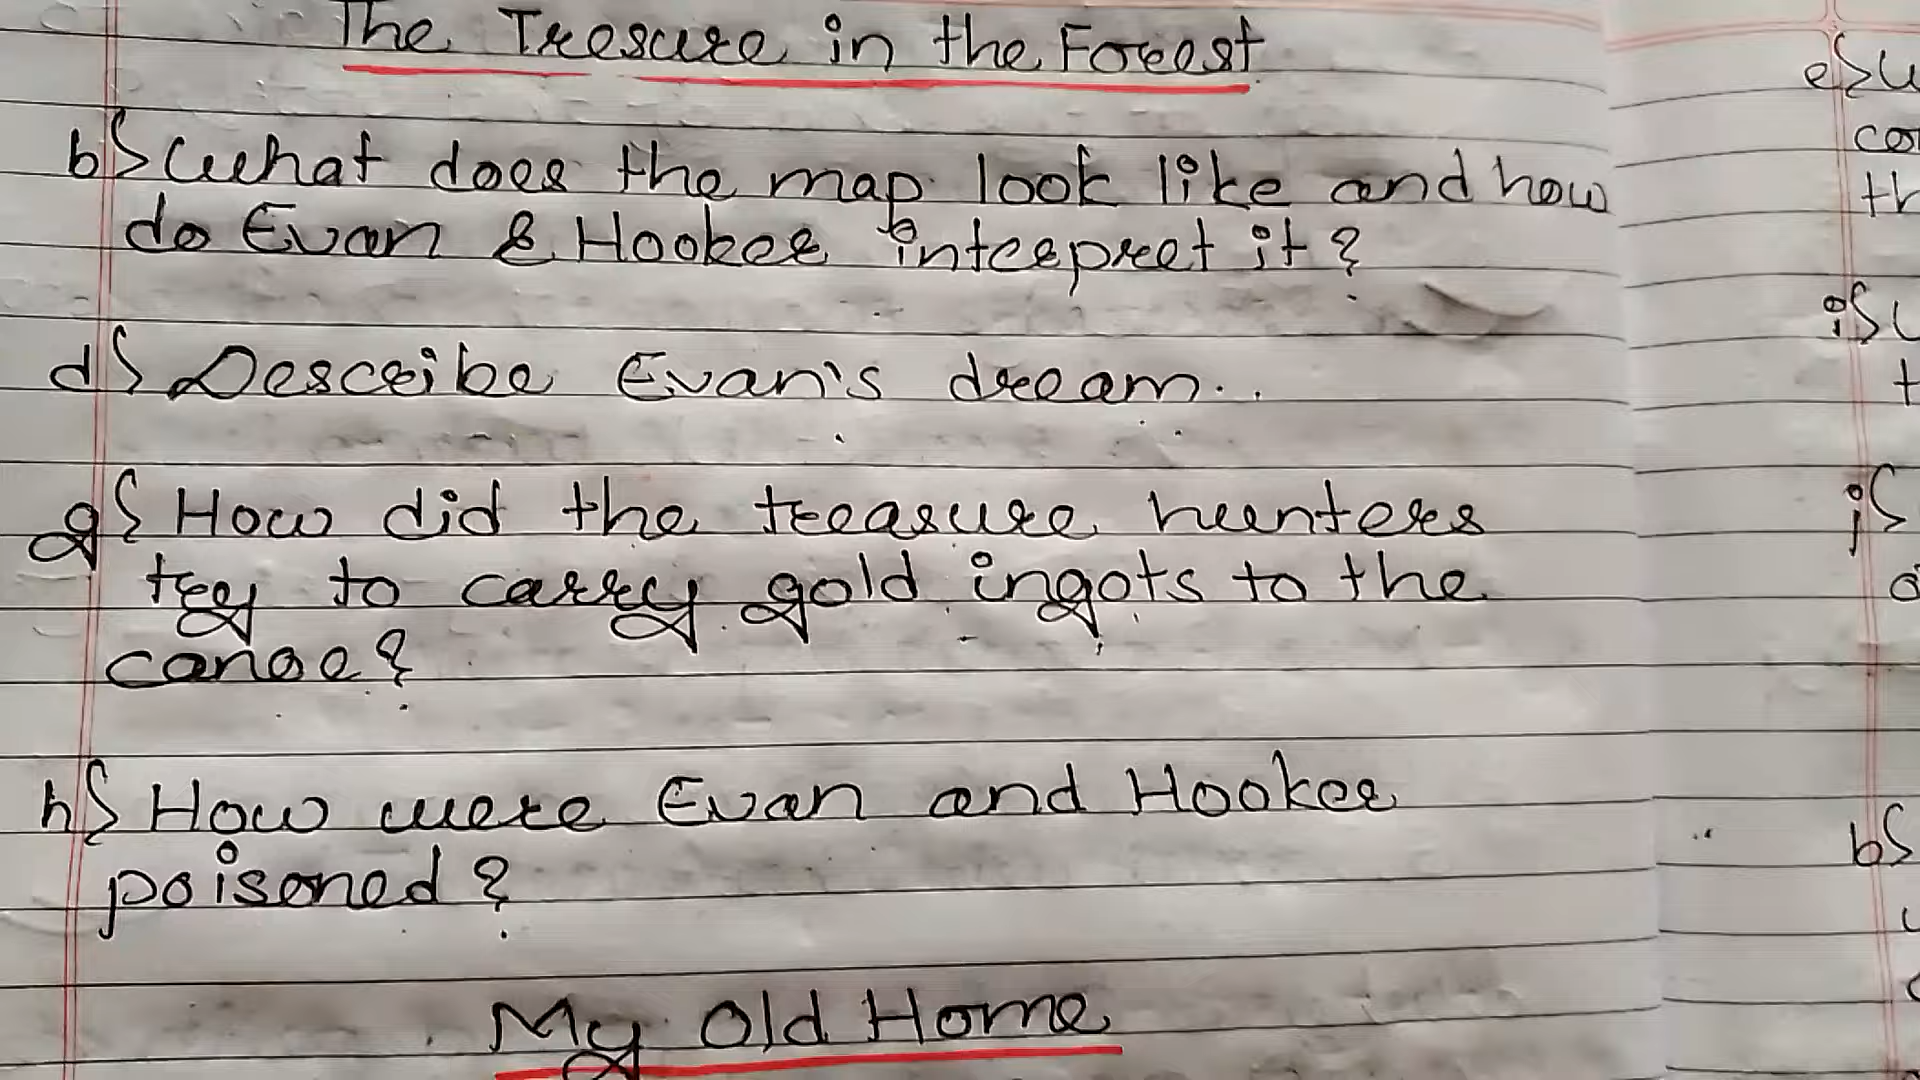 The Tresure in the Forest
b) What does the map look like and how
do Evan & Hooker interpret it?
d) Describe Evan's dream..
g) How did the treasure hunters
try to carry gold ingots to the
canoe?
h) How were Evan and Hooker
poisoned?
My Old Home
e)
th
i)
t
j)
b)